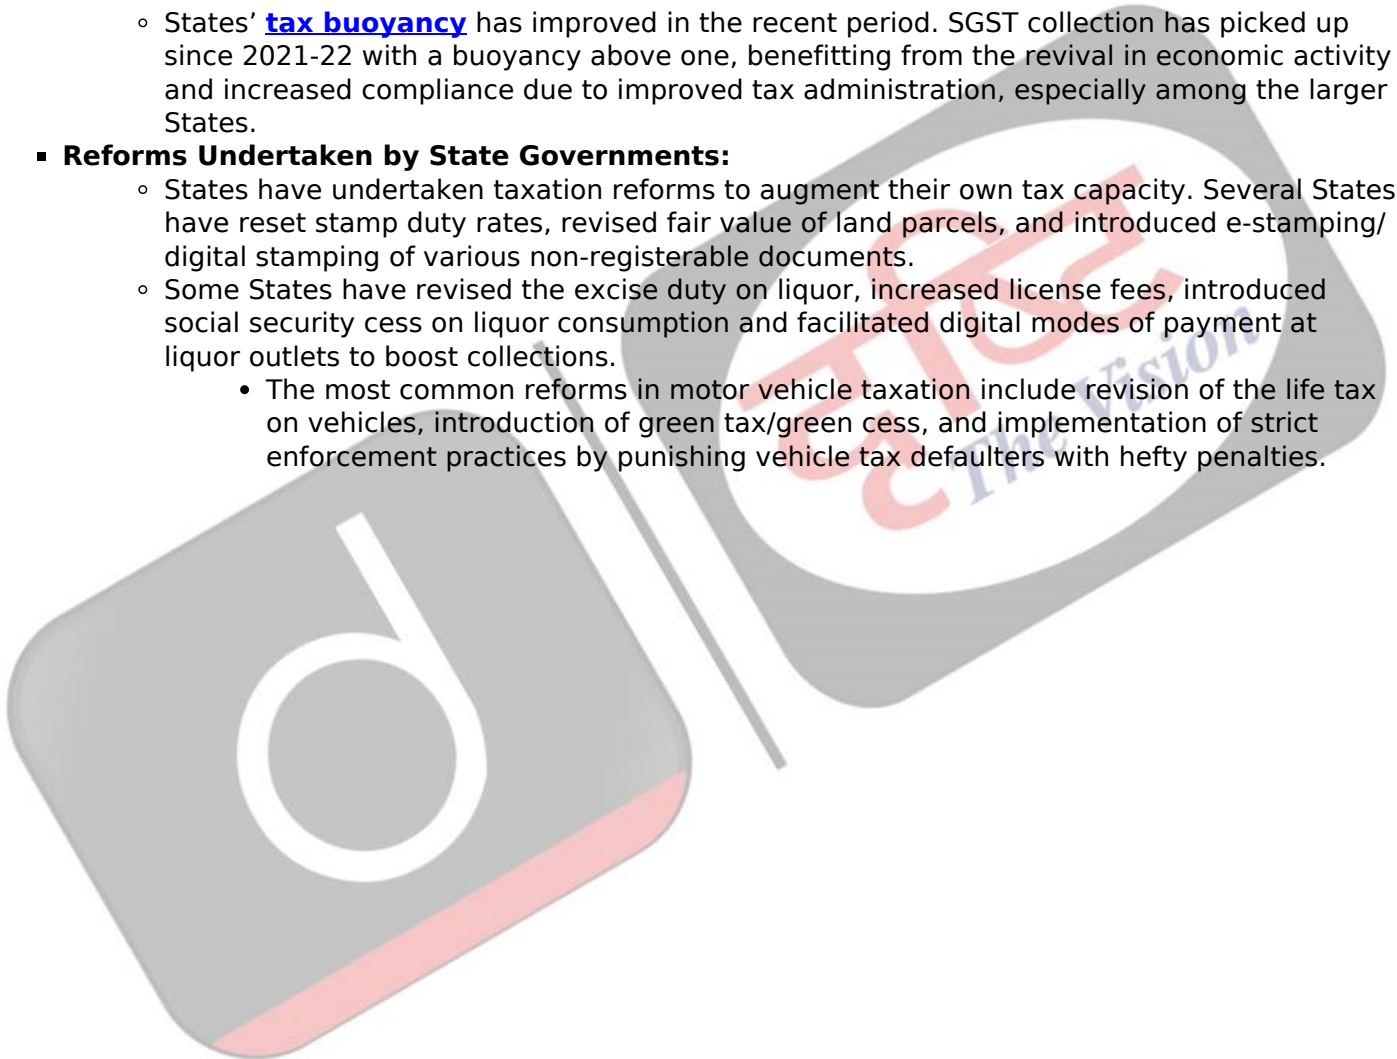 ◦ States’ tax buoyancy has improved in the recent period. SGST collection has picked up
since 2021-22 with a buoyancy above one, benefitting from the revival in economic activity
and increased compliance due to improved tax administration, especially among the larger
States.
▪ Reforms Undertaken by State Governments:
◦ States have undertaken taxation reforms to augment their own tax capacity. Several States
have reset stamp duty rates, revised fair value of land parcels, and introduced e-stamping/
digital stamping of various non-registerable documents.
◦ Some States have revised the excise duty on liquor, increased license fees, introduced
social security cess on liquor consumption and facilitated digital modes of payment at
liquor outlets to boost collections.
• The most common reforms in motor vehicle taxation include revision of the life tax
on vehicles, introduction of green tax/green cess, and implementation of strict
enforcement practices by punishing vehicle tax defaulters with hefty penalties.
दृष्टि
The Vision
d